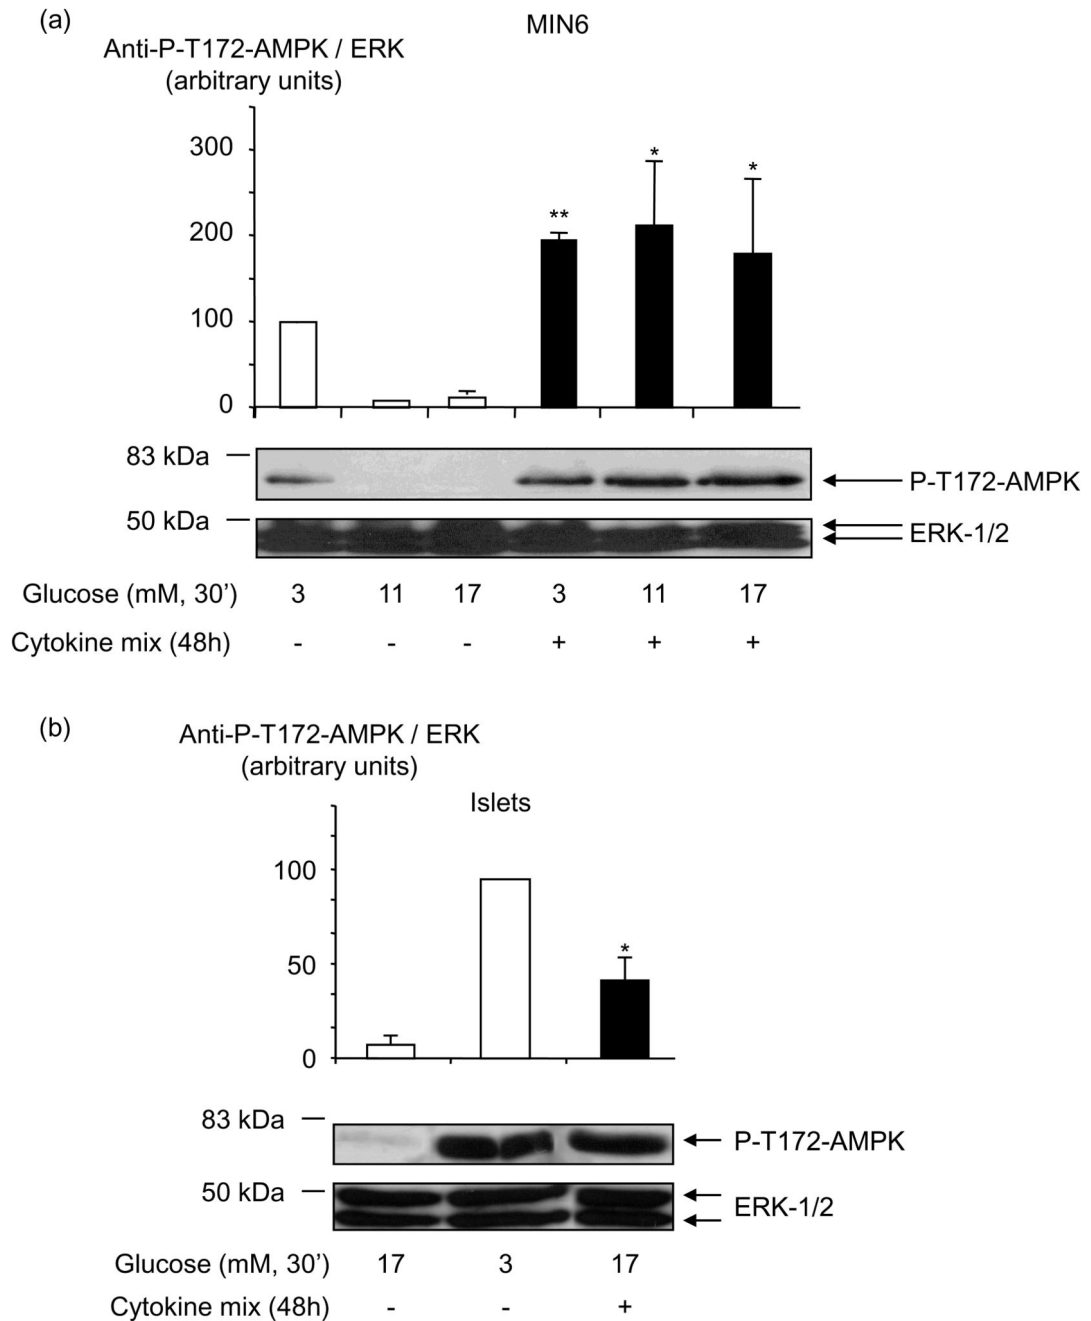 (a)
MIN6
Anti-P-T172-AMPK / ERK
(arbitrary units)
300
200
100
0
** * *
83 kDa
P-T172-AMPK
50 kDa
ERK-1/2
Glucose (mM, 30’) 3 11 17 3 11 17
Cytokine mix (48h) - - - + + +
(b)
Anti-P-T172-AMPK / ERK
(arbitrary units)
Islets
100
50
0
*
83 kDa
P-T172-AMPK
50 kDa
ERK-1/2
Glucose (mM, 30’) 17 3 17
Cytokine mix (48h) - - +